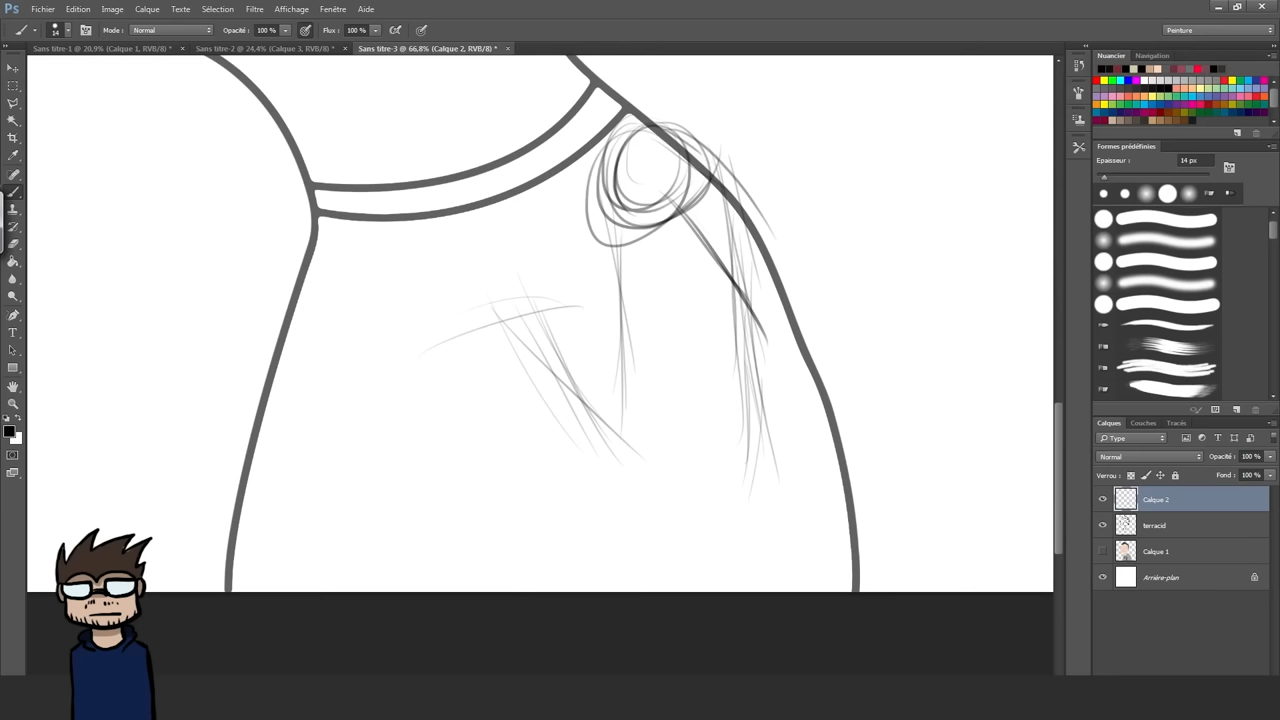 Ps Fichier Edition Image Calque Texte Sélection Filtre Affichage Fenêtre Aide
14 Mode : Normal Opacité : 100 % Flux : 100 % Peinture
Sans titre-1 @ 20,9% (Calque 1, RVB/8) * × Sans titre-2 @ 24,4% (Calque 3, RVB/8) * × Sans titre-3 @ 66,8% (Calque 2, RVB/8) * ×
Nuancier Navigation
Formes prédéfinies
Epaisseur : 14 px
Calques Couches Tracés
Type
Normal Opacité : 100 %
Verrou : Fond : 100 %
Calque 2
terracid
Calque 1
Arrière-plan